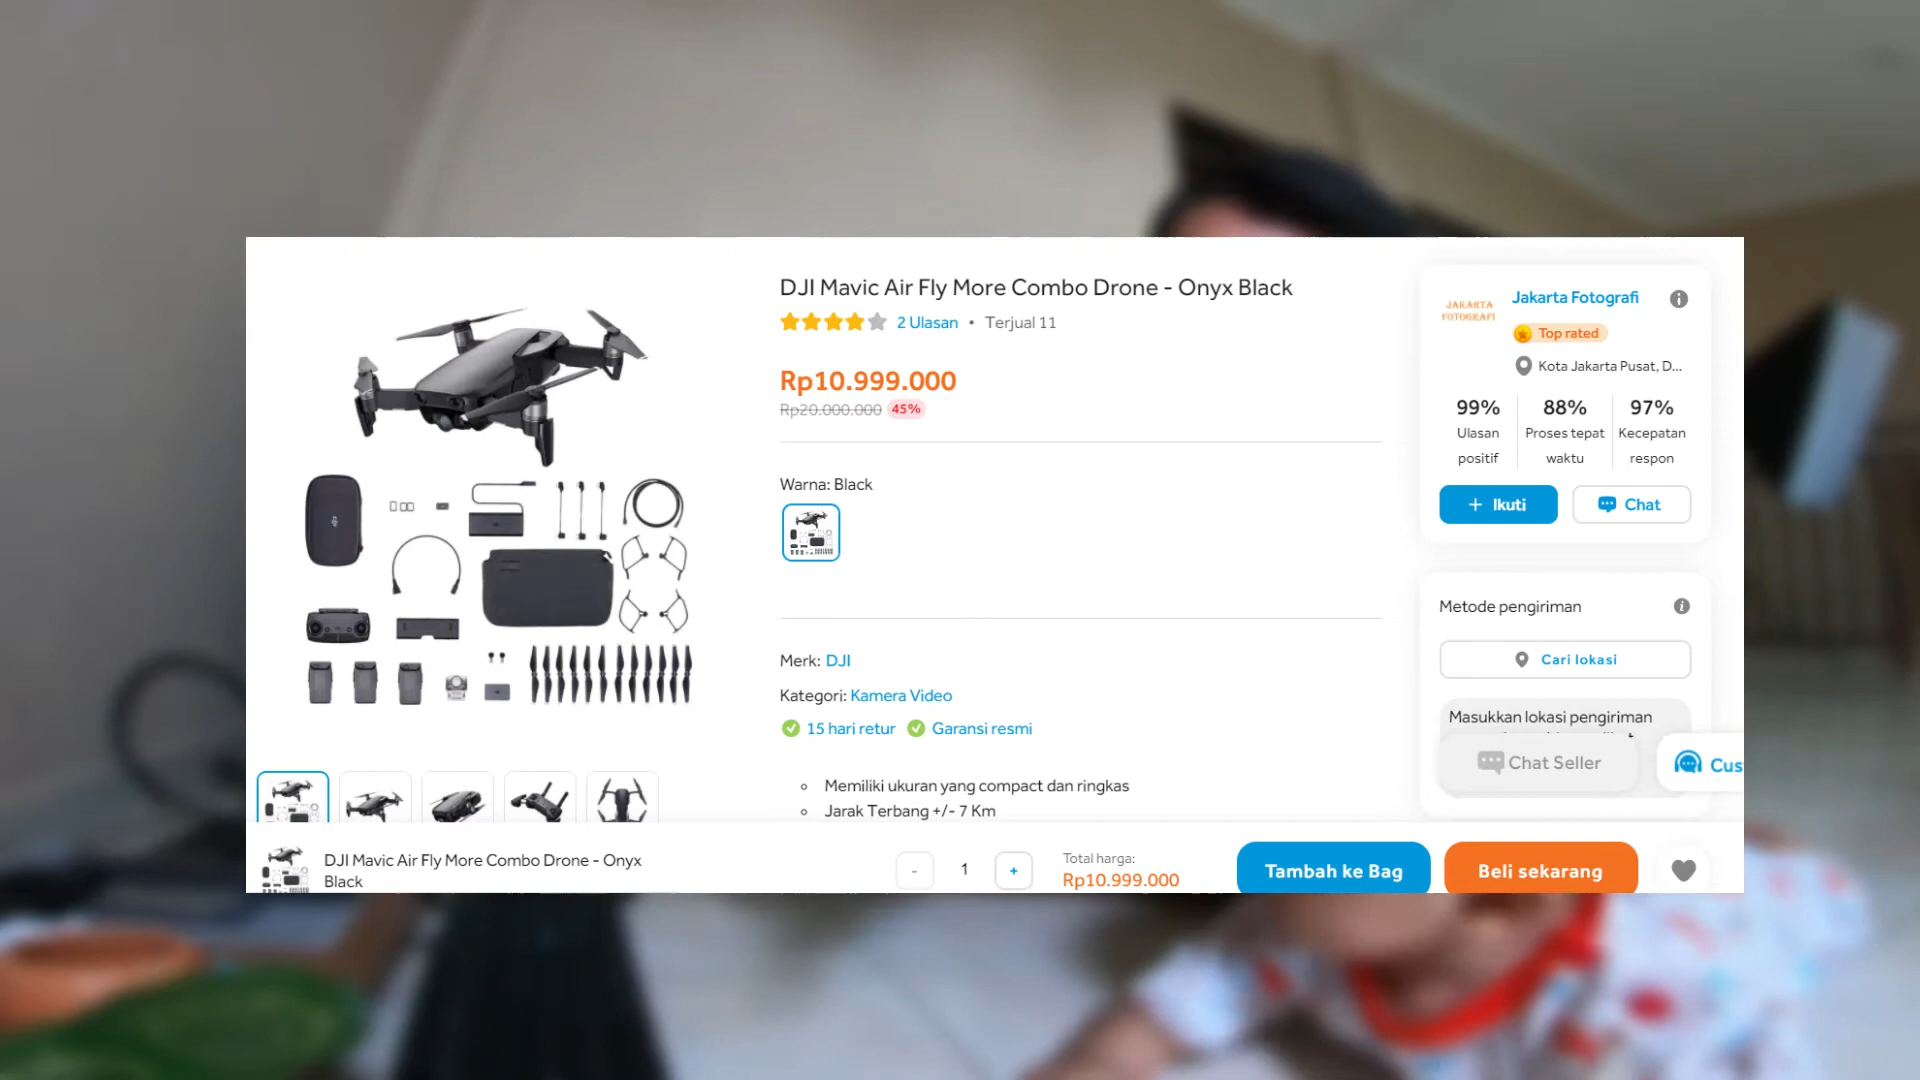 DJI Mavic Air Fly More Combo Drone - Onyx Black
2 Ulasan • Terjual 11
Rp10.999.000
Rp20.000.000 45%
Warna: Black
Merk: DJI
Kategori: Kamera Video
15 hari retur Garansi resmi
Memiliki ukuran yang compact dan ringkas
Jarak Terbang +/- 7 Km
JAKARTA
FOTOGRAFI
Jakarta Fotografi
Top rated
Kota Jakarta Pusat, D...
99% 88% 97%
Ulasan Proses tepat Kecepatan
positif waktu respon
+ Ikuti Chat
Metode pengiriman
Cari lokasi
Masukkan lokasi pengiriman
Chat Seller
Cus
DJI Mavic Air Fly More Combo Drone - Onyx
Black
- 1 +
Total harga:
Rp10.999.000
Tambah ke Bag
Beli sekarang